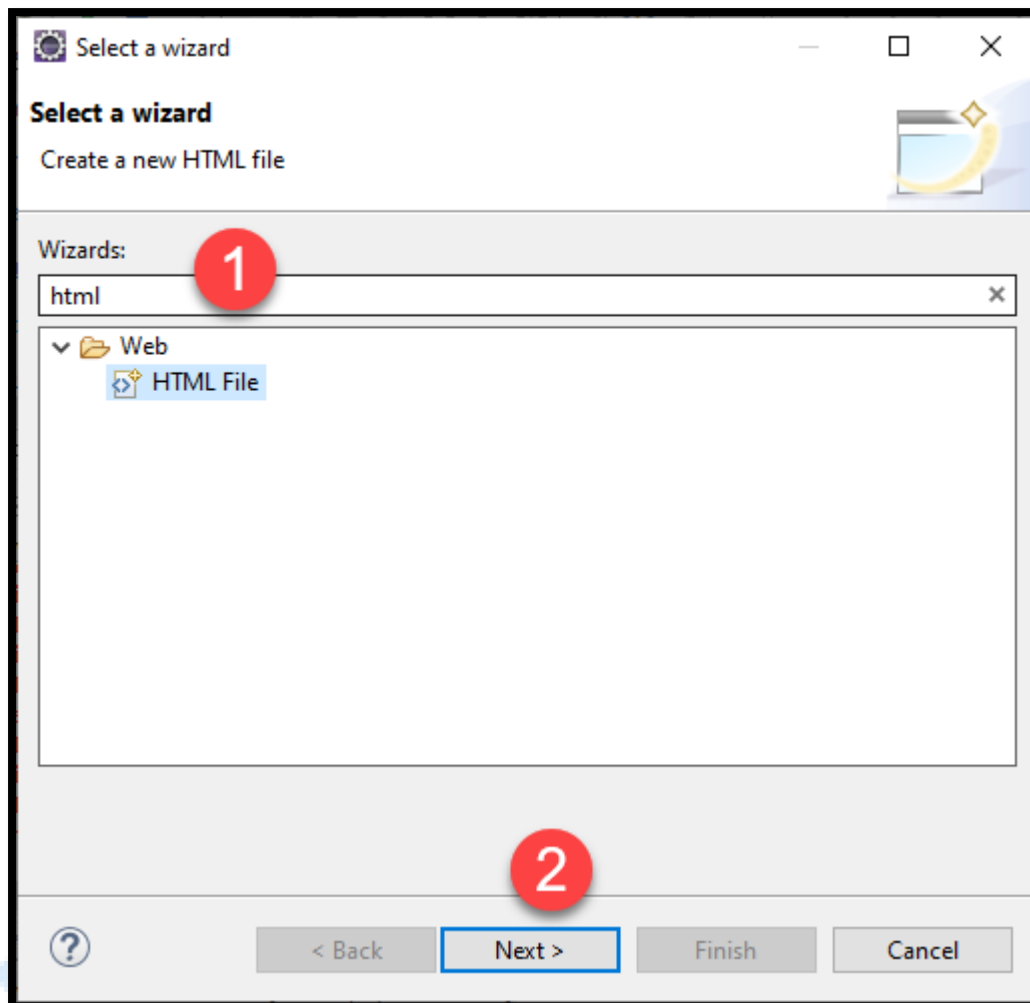 Select a wizard
Select a wizard
Create a new HTML file
Wizards:
1
html
Web
HTML File
2
? < Back Next > Finish Cancel